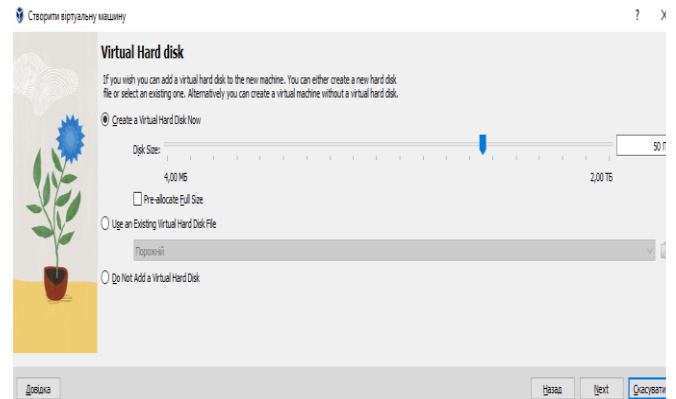 Створити віртуальну машину
?
X
Virtual Hard disk
If you wish you can add a virtual hard disk to the new machine. You can either create a new hard disk
file or select an existing one. Alternatively you can create a virtual machine without a virtual hard disk.
Create a Virtual Hard Disk Now
Disk Size:
50 П
4,00 МБ
2,00 ТБ
Pre-allocate Full Size
Use an Existing Virtual Hard Disk File
Порожній
Do Not Add a Virtual Hard Disk
Довідка
Назад
Next
Скасувати